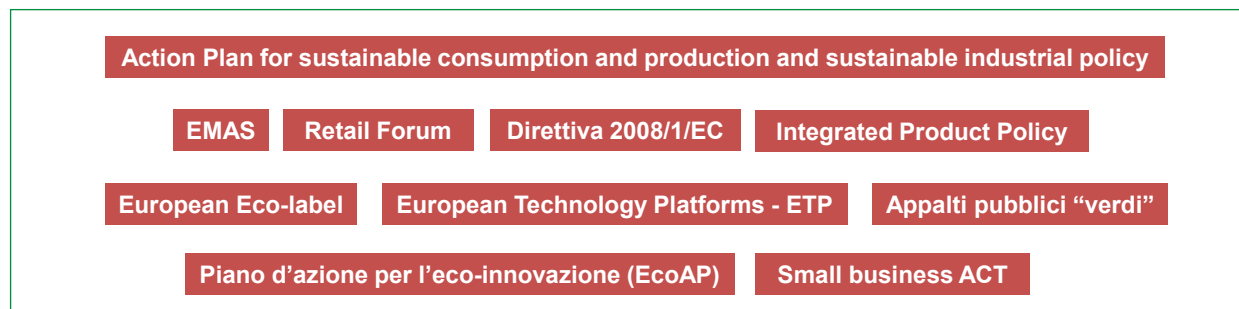 Action Plan for sustainable consumption and production and sustainable industrial policy
EMAS
Retail Forum
Direttiva 2008/1/EC
Integrated Product Policy
European Eco-label
European Technology Platforms - ETP
Appalti pubblici “verdi”
Piano d’azione per l’eco-innovazione (EcoAP)
Small business ACT